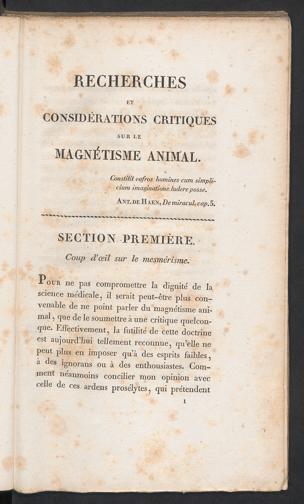 RECHERCHES
ET
CONSIDÉRATIONS CRITIQUES
SUR LE
MAGNÉTISME ANIMAL.
Constitit vafros homines cum simpli-
cium imaginatione ludere posse.
ANT. DE HAEN, De miracul. cap. 5.
SECTION PREMIÈRE.
Coup d'œil sur le mesmérisme.
POUR ne pas compromettre la dignité de la
science médicale, il serait peut-être plus con-
venable de ne point parler du magnétisme ani-
mal, que de le soumettre à une critique quelcon-
que. Effectivement, la futilité de cette doctrine
est aujourd'hui tellement reconnue, qu'elle ne
peut plus en imposer qu'à des esprits faibles,
à des ignorans ou à des enthousiastes. Com-
ment néanmoins concilier mon opinion avec
celle de ces ardens prosélytes, qui prétendent
1